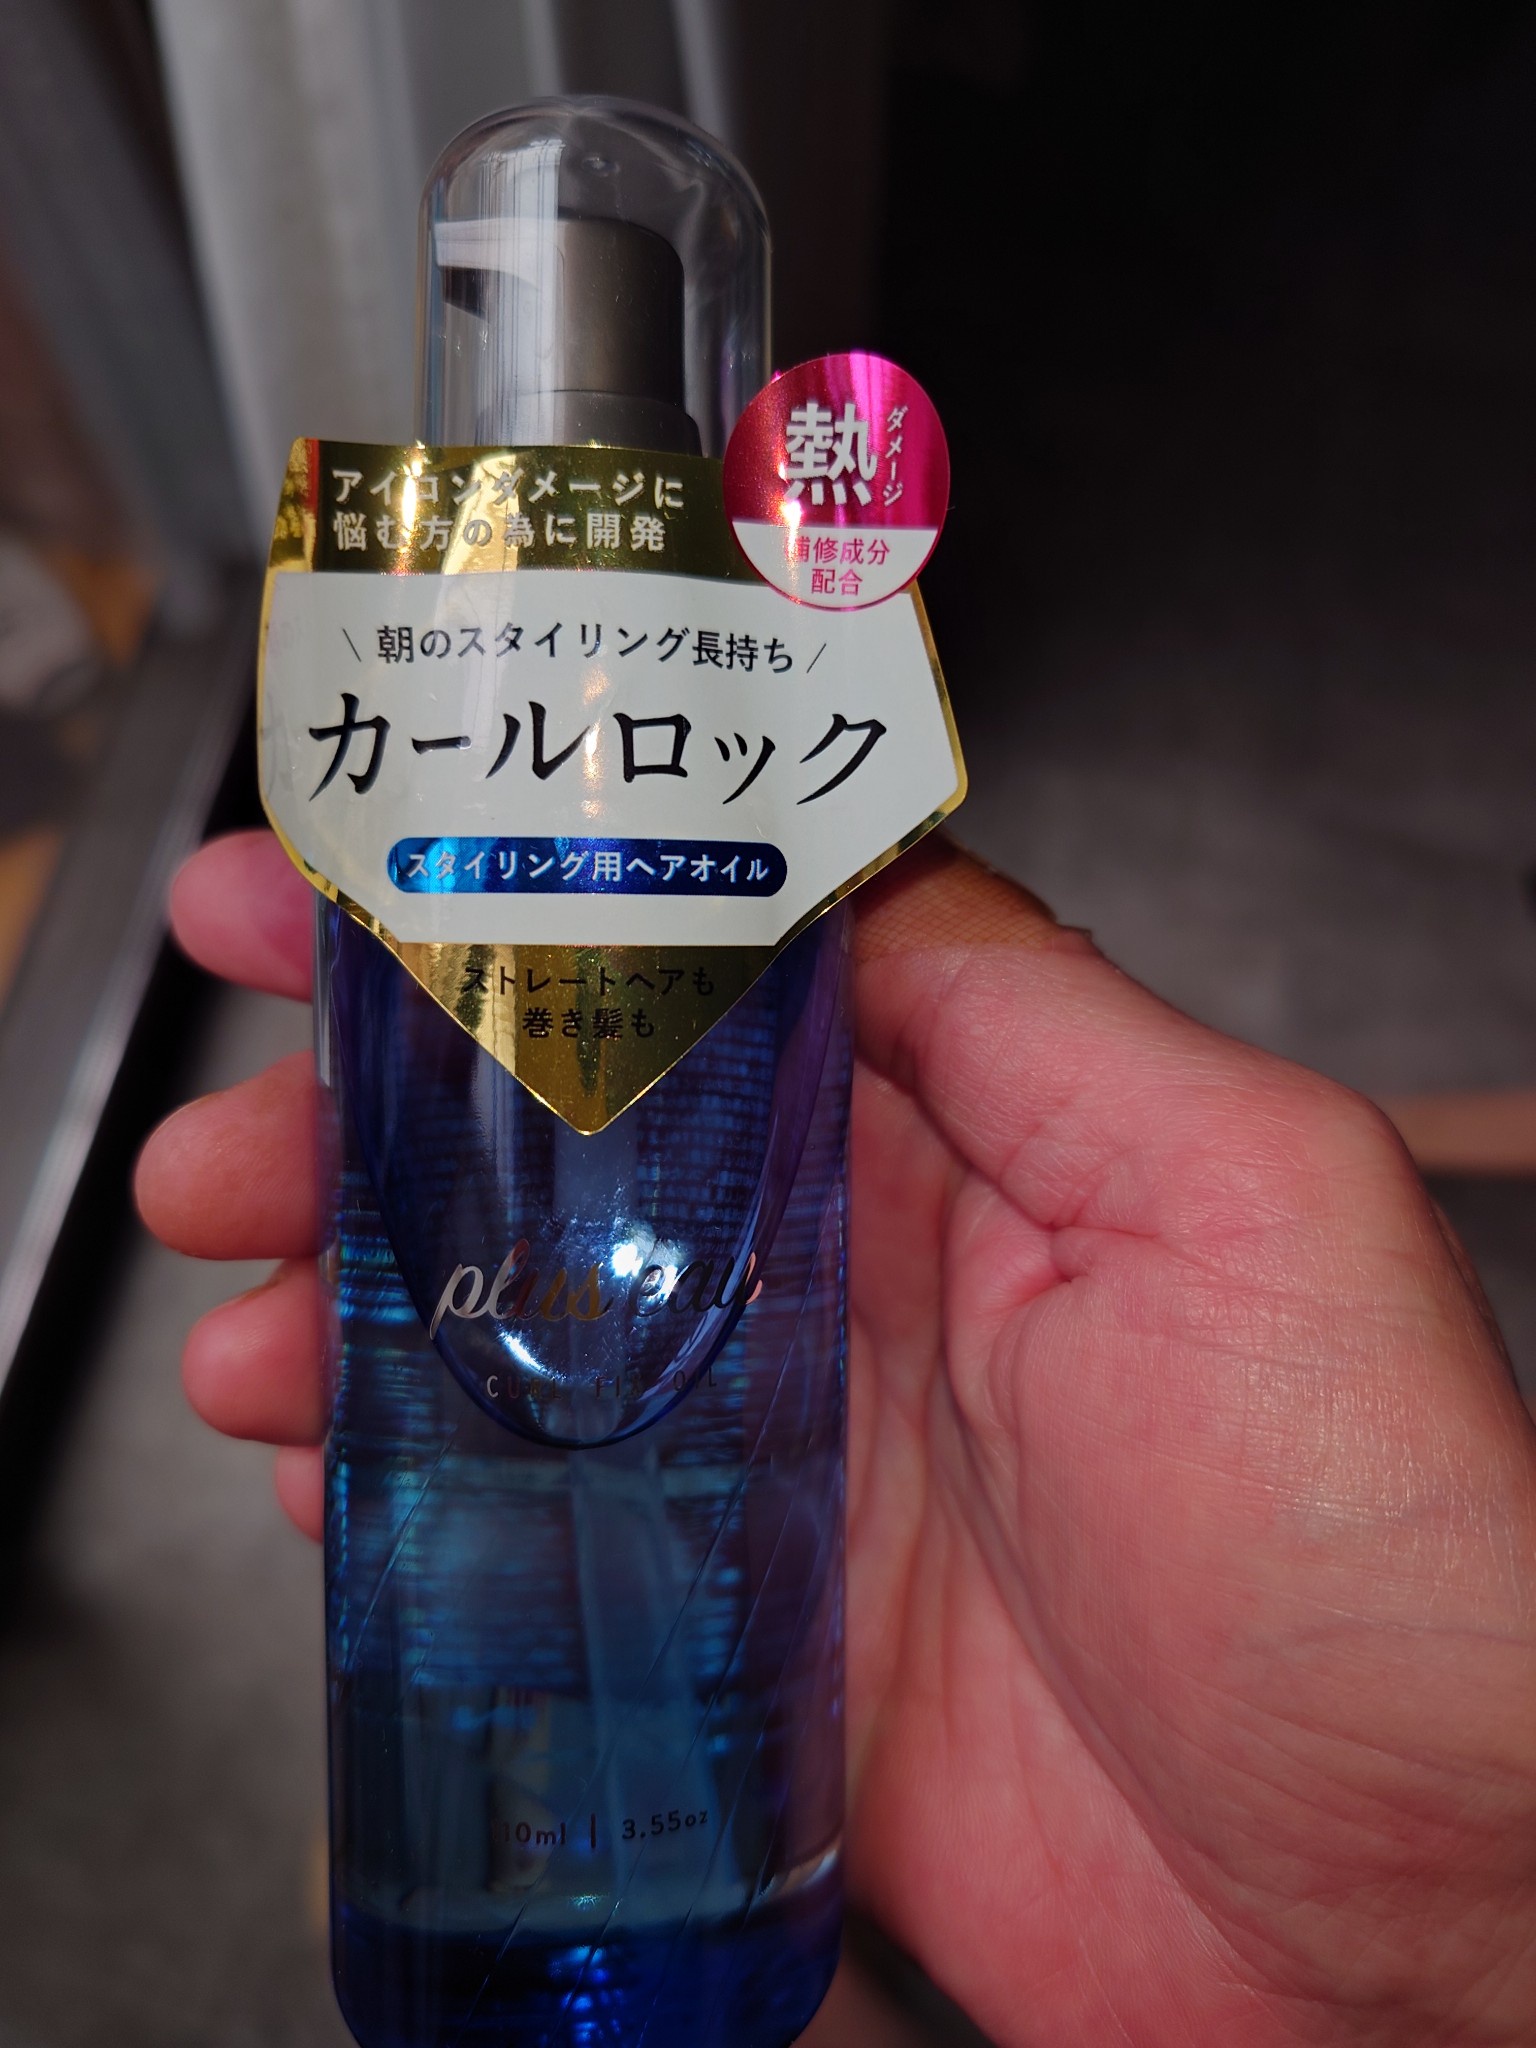 熱
ダメージ
補修成分
配合
アイロンダメージに
悩む方の為に開発
\ 朝のスタイリング長持ち /
カールロック
スタイリング用ヘアオイル
ストレートヘアも
巻き髪も
plus eau
CURL FIX OIL
3.55oz